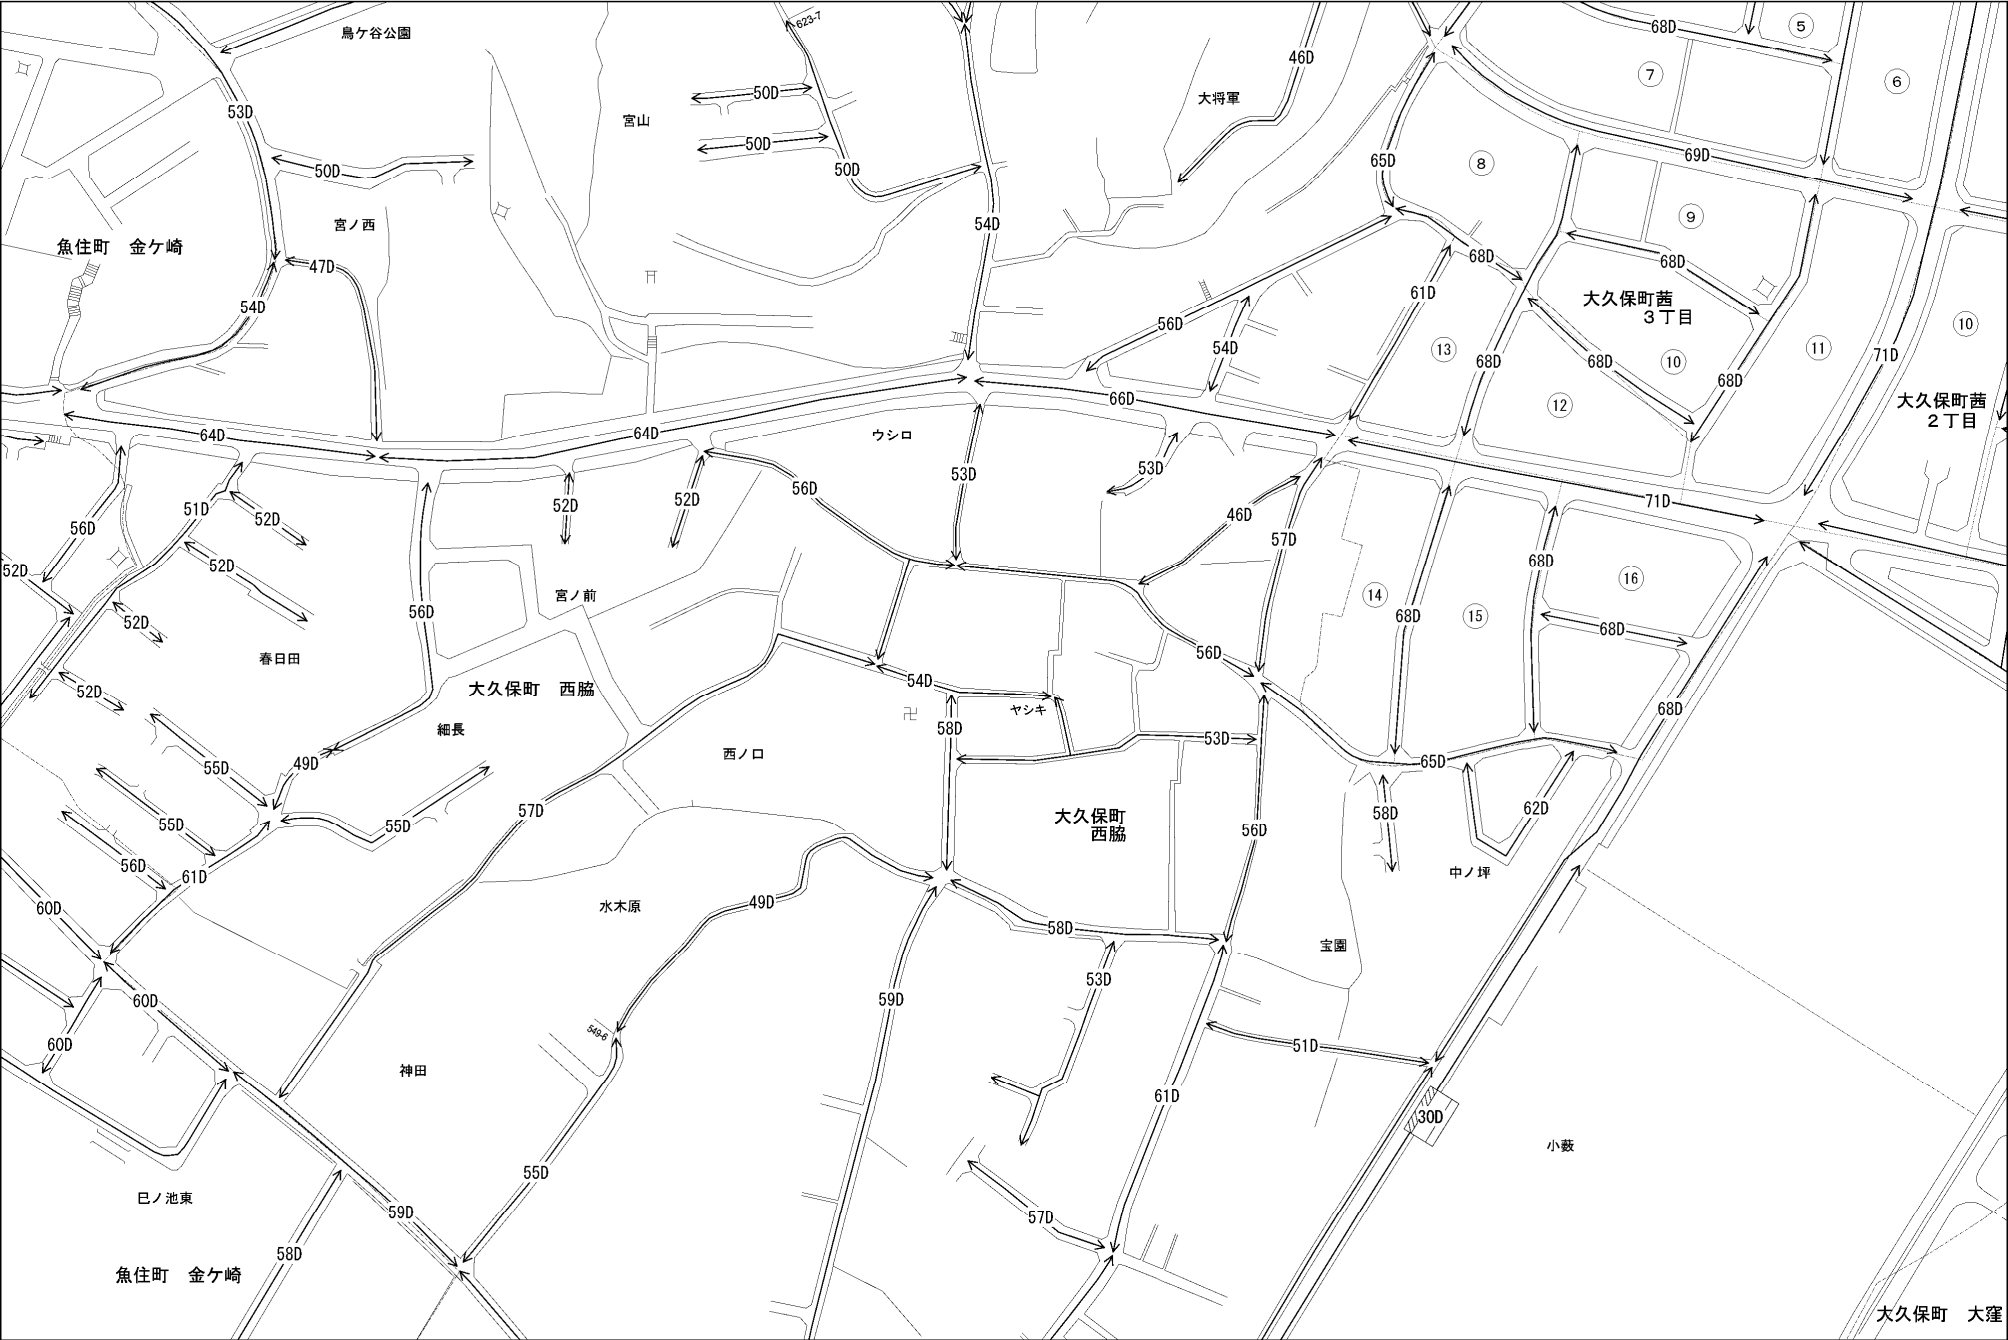 鳥ケ谷公園
623-7
68D
⑤
46D
⑦
⑥
50D
大将軍
53D
宮山
50D
69D
65D
⑧
50D
50D
宮ノ西
54D
⑨
魚住町　金ケ崎
47D
68D
68D
61D
大久保町茜
３丁目
54D
56D
⑩
54D
⑬
68D
68D
⑩
⑪
71D
68D
66D
⑫
大久保町茜
２丁目
64D
64D
ウシロ
53D
53D
56D
52D
52D
71D
51D
52D
46D
56D
57D
52D
52D
68D
⑯
宮ノ前
⑭
56D
68D
⑮
52D
68D
56D
春日田
54D
52D
大久保町　西脇
ヤシキ
68D
細長
58D
53D
西ノ口
49D
55D
65D
57D
62D
58D
55D
55D
大久保町
西脇
56D
56D
61D
中ノ坪
49D
水木原
60D
58D
宝園
53D
60D
59D
549-6
60D
51D
神田
61D
30D
小薮
55D
巳ノ池東
59D
57D
58D
魚住町　金ケ崎
大久保町　大窪